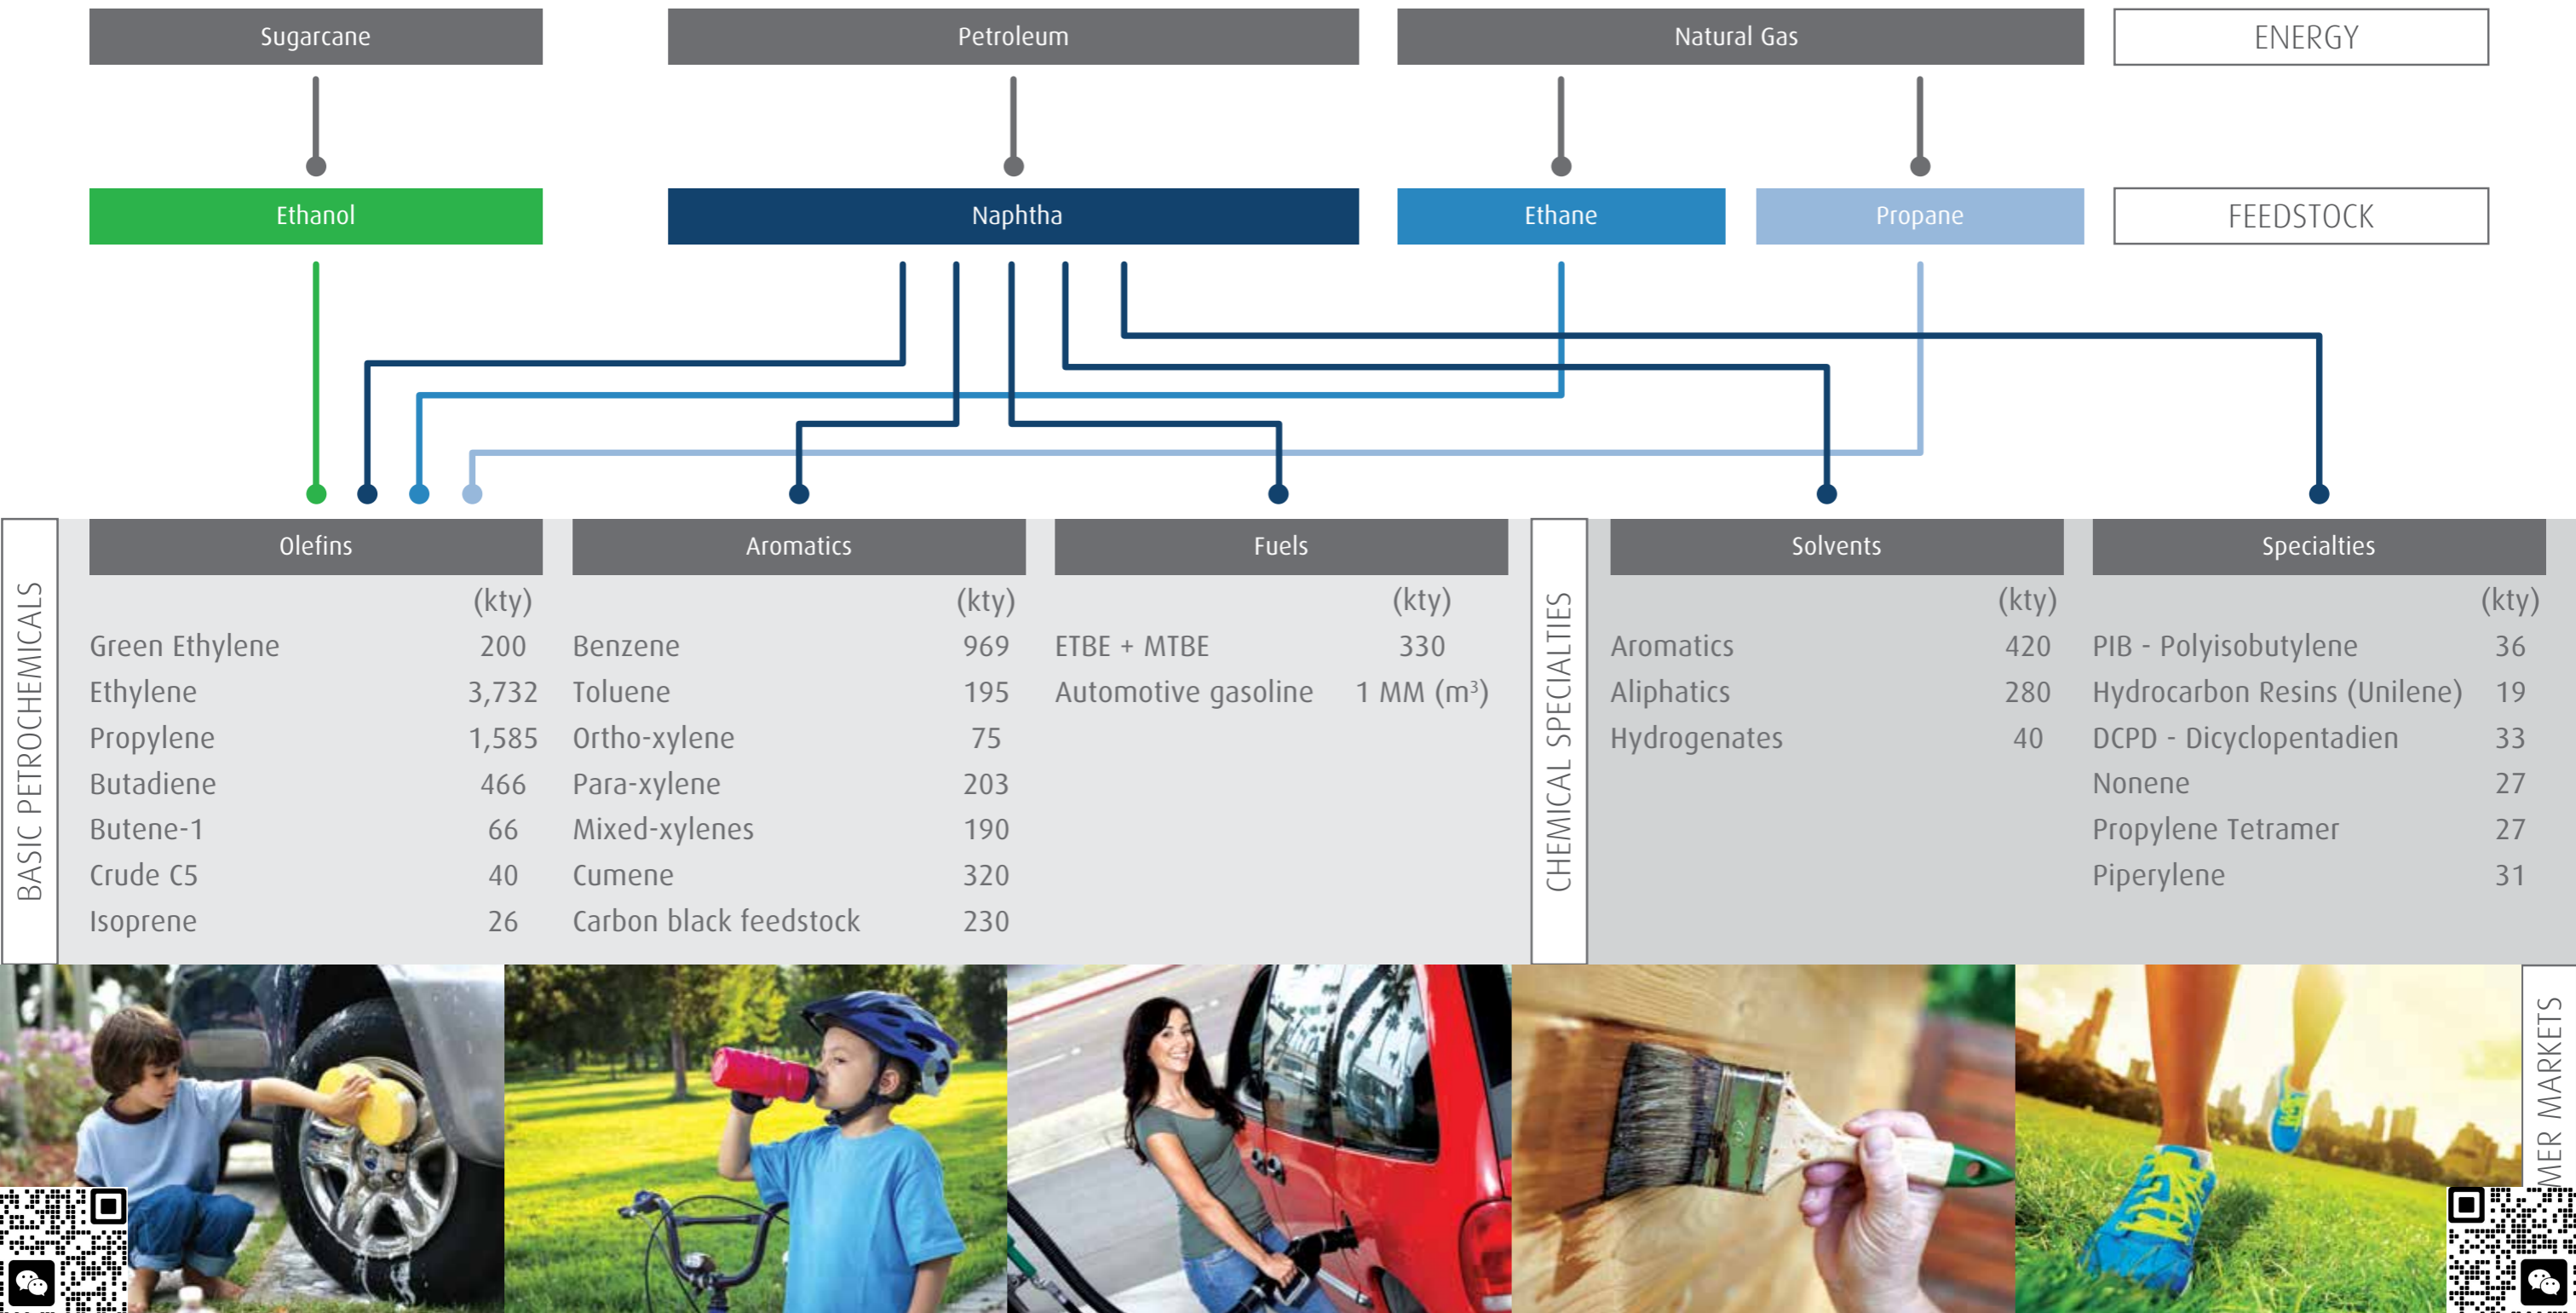 Sugarcane
Petroleum
Natural Gas
ENERGY
Ethanol
Naphtha
Ethane
Propane
FEEDSTOCK
BASIC PETROCHEMICALS
Olefins
(kty)
Green Ethylene 200
Ethylene 3,732
Propylene 1,585
Butadiene 466
Butene-1 66
Crude C5 40
Isoprene 26
Aromatics
(kty)
Benzene 969
Toluene 195
Ortho-xylene 75
Para-xylene 203
Mixed-xylenes 190
Cumene 320
Carbon black feedstock 230
Fuels
(kty)
ETBE + MTBE 330
Automotive gasoline 1 MM (m³)
CHEMICAL SPECIALTIES
Solvents
(kty)
Aromatics 420
Aliphatics 280
Hydrogenates 40
Specialties
(kty)
PIB - Polyisobutylene 36
Hydrocarbon Resins (Unilene) 19
DCPD - Dicyclopentadien 33
Nonene 27
Propylene Tetramer 27
Piperylene 31
MARKETS